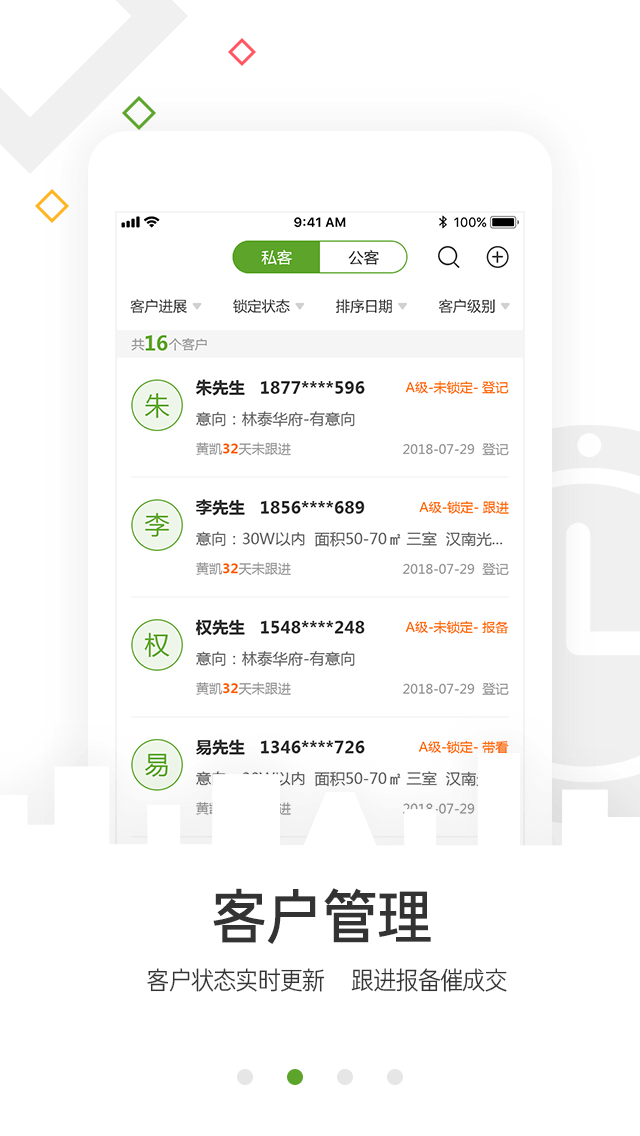 9:41 AM 100%
私客 公客
客户进展 锁定状态 排序日期 客户级别
共16个客户
朱 朱先生 1877****596 A级-未锁定- 登记
意向：林泰华府-有意向
黄凯32天未跟进 2018-07-29 登记
李 李先生 1856****689 A级-锁定- 跟进
意向：30W以内 面积50-70㎡ 三室 汉南光...
黄凯32天未跟进 2018-07-29 登记
权 权先生 1548****248 A级-未锁定- 报备
意向：林泰华府-有意向
黄凯32天未跟进 2018-07-29 登记
易 易先生 1346****726 A级-锁定- 带看
意向：30W以内 面积50-70㎡ 三室 汉南
黄 进 2018-07-29
客户管理
客户状态实时更新 跟进报备催成交